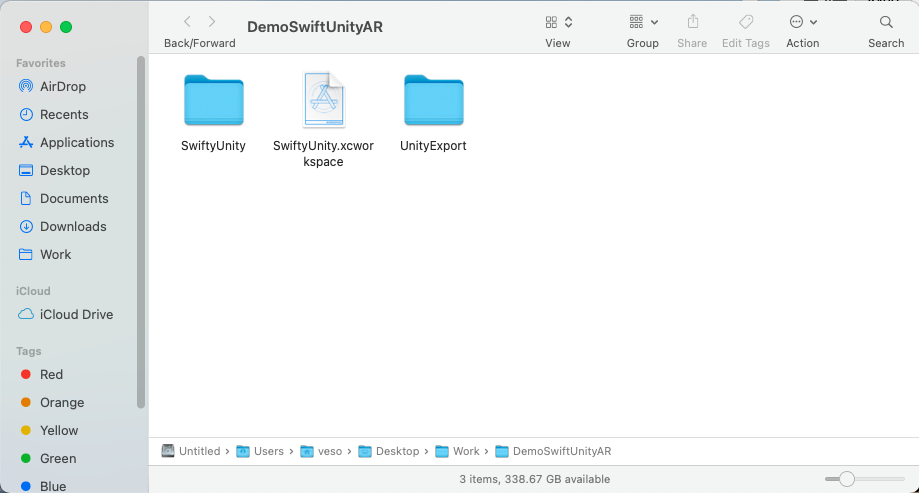 DemoSwiftUnityAR
Back/Forward
View
Group
Share
Edit Tags
Action
Search
Favorites
AirDrop
Recents
Applications
Desktop
Documents
Downloads
Work
iCloud
iCloud Drive
Tags
Red
Orange
Yellow
Green
Blue
SwiftyUnity
SwiftyUnity.xcwor
kspace
UnityExport
Untitled › Users › veso › Desktop › Work › DemoSwiftUnityAR
3 items, 338.67 GB available